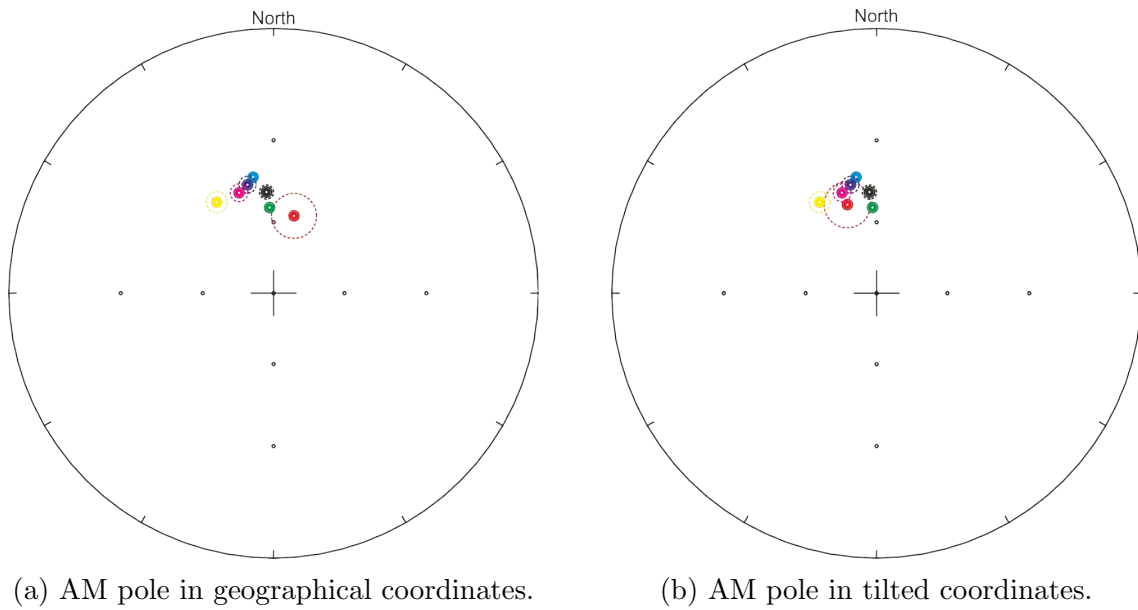 North
North
(a) AM pole in geographical coordinates.
(b) AM pole in tilted coordinates.